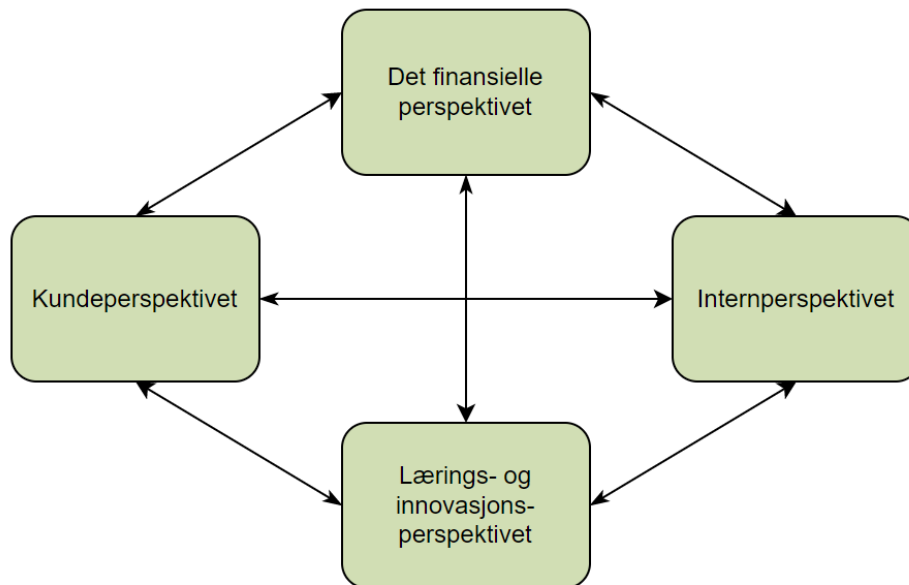 Det finansielle
perspektivet
Kundeperspektivet
Internperspektivet
Lærings- og
innovasjons-
perspektivet